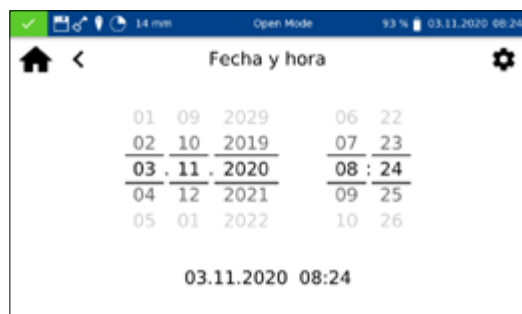 14 mm Open Mode 93 % 03.11.2020 08:24
Fecha y hora
01 09 2029 06 22
02 10 2019 07 23
03 . 11 . 2020 08 : 24
04 12 2021 09 25
05 01 2022 10 26
03.11.2020 08:24